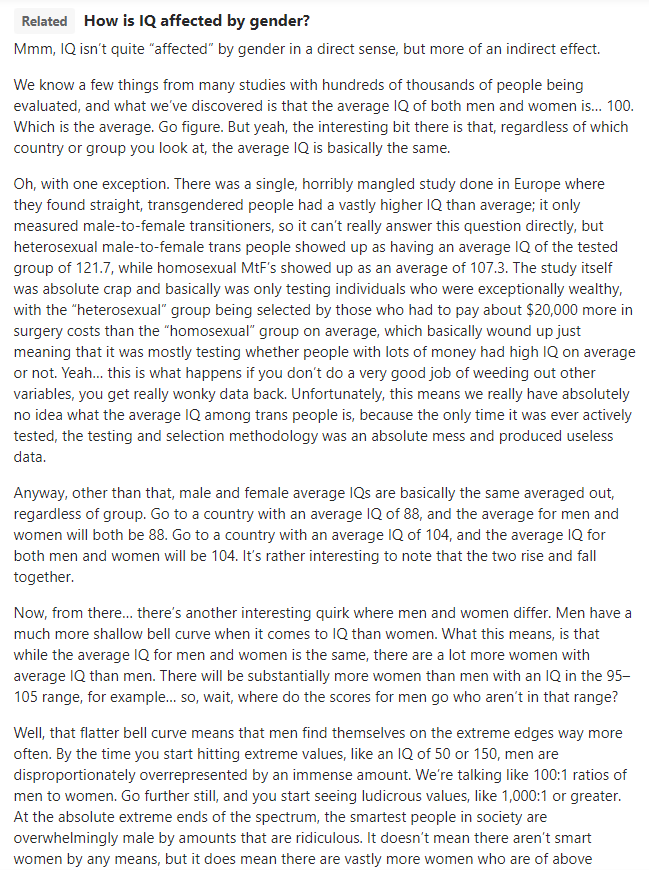 Related How is IQ affected by gender?
Mmm, IQ isn't quite “affected” by gender in a direct sense, but more of an indirect effect.
We know a few things from many studies with hundreds of thousands of people being
evaluated, and what we've discovered is that the average IQ of both men and women is… 100.
Which is the average. Go figure. But yeah, the interesting bit there is that, regardless of which
country or group you look at, the average IQ is basically the same.
Oh, with one exception. There was a single, horribly mangled study done in Europe where
they found straight, transgendered people had a vastly higher IQ than average; it only
measured male-to-female transitioners, so it can't really answer this question directly, but
heterosexual male-to-female trans people showed up as having an average IQ of the tested
group of 121.7, while homosexual MtF's showed up as an average of 107.3. The study itself
was absolute crap and basically was only testing individuals who were exceptionally wealthy,
with the “heterosexual” group being selected by those who had to pay about $20,000 more in
surgery costs than the “homosexual” group on average, which basically wound up just
meaning that it was mostly testing whether people with lots of money had high IQ on average
or not. Yeah… this is what happens if you don't do a very good job of weeding out other
variables, you get really wonky data back. Unfortunately, this means we really have absolutely
no idea what the average IQ among trans people is, because the only time it was ever actively
tested, the testing and selection methodology was an absolute mess and produced useless
data.
Anyway, other than that, male and female average IQs are basically the same averaged out,
regardless of group. Go to a country with an average IQ of 88, and the average for men and
women will both be 88. Go to a country with an average IQ of 104, and the average IQ for
both men and women will be 104. It's rather interesting to note that the two rise and fall
together.
Now, from there… there's another interesting quirk where men and women differ. Men have a
much more shallow bell curve when it comes to IQ than women. What this means, is that
while the average IQ for men and women is the same, there are a lot more women with
average IQ than men. There will be substantially more women than men with an IQ in the 95–
105 range, for example… so, wait, where do the scores for men go who aren't in that range?
Well, that flatter bell curve means that men find themselves on the extreme edges way more
often. By the time you start hitting extreme values, like an IQ of 50 or 150, men are
disproportionately overrepresented by an immense amount. We're talking like 100:1 ratios of
men to women. Go further still, and you start seeing ludicrous values, like 1,000:1 or greater.
At the absolute extreme ends of the spectrum, the smartest people in society are
overwhelmingly male by amounts that are ridiculous. It doesn't mean there aren't smart
women by any means, but it does mean there are vastly more women who are of above